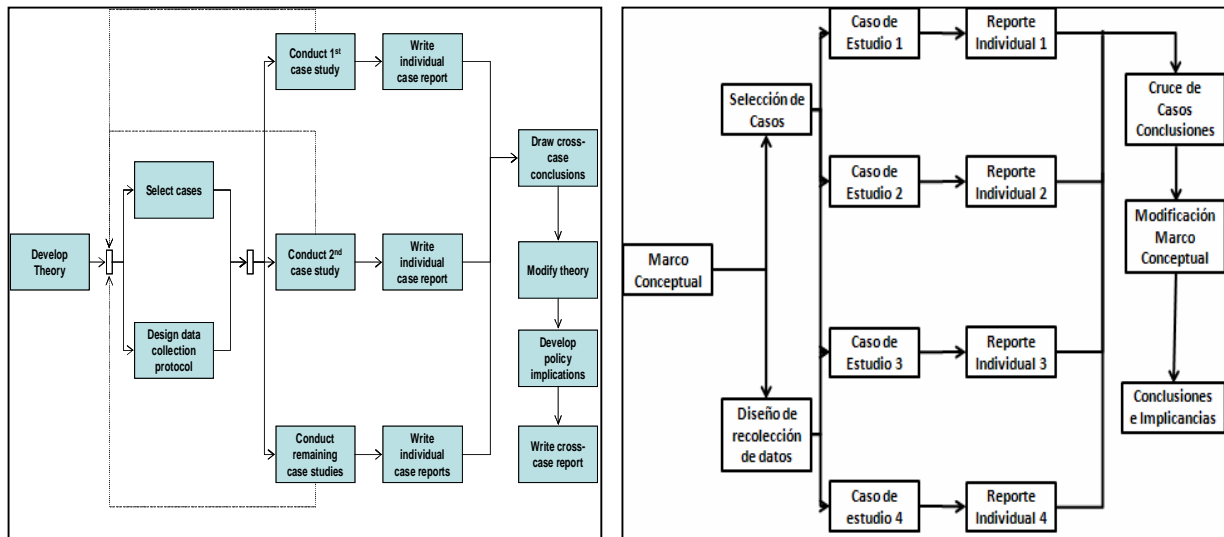 Conduct 1st
case study
Write
individual
case report
Draw cross-
case
conclusions
Select cases
Develop
Theory
Conduct 2nd
case study
Write
individual
case report
Modify theory
Design data
collection
protocol
Develop
policy
implications
Conduct
remaining
case studies
Write
individual
case reports
Write cross-
case report
Caso de
Estudio 1
Reporte
Individual 1
Selección de
Casos
Cruce de
Casos
Conclusiones
Caso de
Estudio 2
Reporte
Individual 2
Modificación
Marco
Conceptual
Marco
Conceptual
Caso de
Estudio 3
Reporte
Individual 3
Diseño de
recolección
de datos
Conclusiones
e Implicancias
Caso de
estudio 4
Reporte
Individual 4